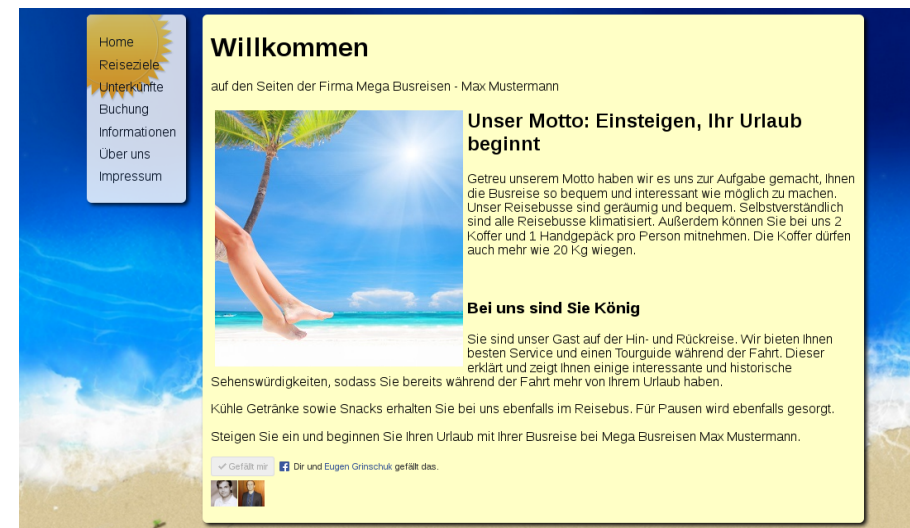 Home
Reiseziele
Unterkünfte
Buchung
Informationen
Über uns
Impressum
Willkommen
auf den Seiten der Firma Mega Busreisen - Max Mustermann
Unser Motto: Einsteigen, Ihr Urlaub
beginnt
Getreu unserem Motto haben wir es uns zur Aufgabe gemacht, Ihnen
die Busreise so bequem und interessant wie möglich zu machen.
Unser Reisebusse sind geräumig und bequem. Selbstverständlich
sind alle Reisebusse klimatisiert. Außerdem können Sie bei uns 2
Koffer und 1 Handgepäck pro Person mitnehmen. Die Koffer dürfen
auch mehr wie 20 Kg wiegen.
Bei uns sind Sie König
Sie sind unser Gast auf der Hin- und Rückreise. Wir bieten Ihnen
besten Service und einen Tourguide während der Fahrt. Dieser
erklärt und zeigt Ihnen einige interessante und historische
Sehenswürdigkeiten, sodass Sie bereits während der Fahrt mehr von Ihrem Urlaub haben.
Kühle Getränke sowie Snacks erhalten Sie bei uns ebenfalls im Reisebus. Für Pausen wird ebenfalls gesorgt.
Steigen Sie ein und beginnen Sie Ihren Urlaub mit Ihrer Busreise bei Mega Busreisen Max Mustermann.
Gefällt mir Dir und Eugen Grinschuk gefällt das.